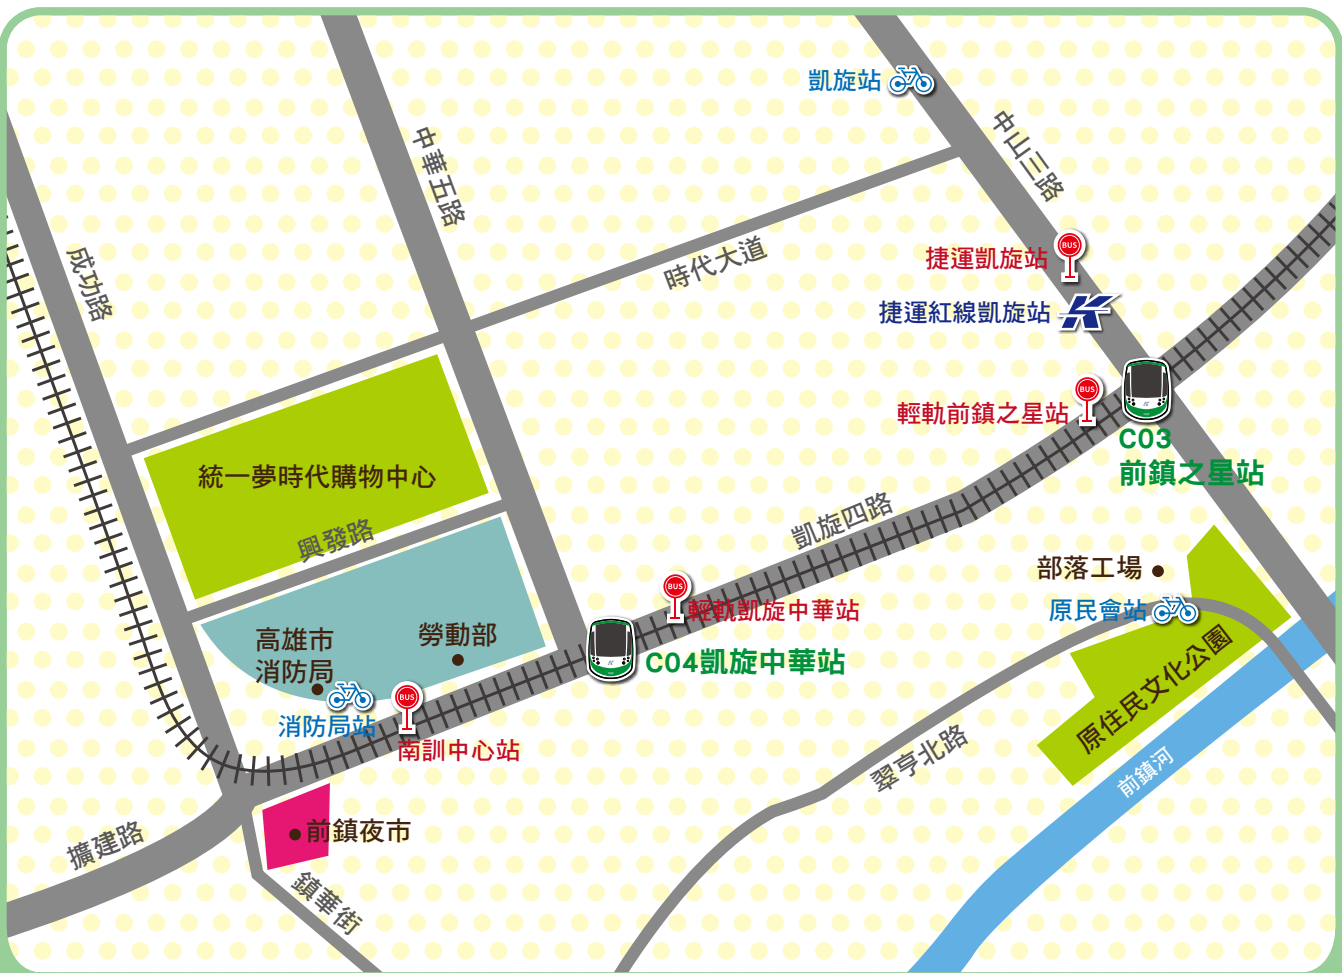 凱旋站
中山三路
中華五路
成功路
時代大道
捷運凱旋站
BUS
捷運紅線凱旋站
輕軌前鎮之星站
BUS
C03
前鎮之星站
統一夢時代購物中心
興發路
凱旋四路
部落工場
原民會站
原住民文化公園
前鎮河
翠亨北路
BUS
輕軌凱旋中華站
C04凱旋中華站
高雄市
消防局
勞動部
消防局站
BUS
南訓中心站
前鎮夜市
擴建路
鎮華街